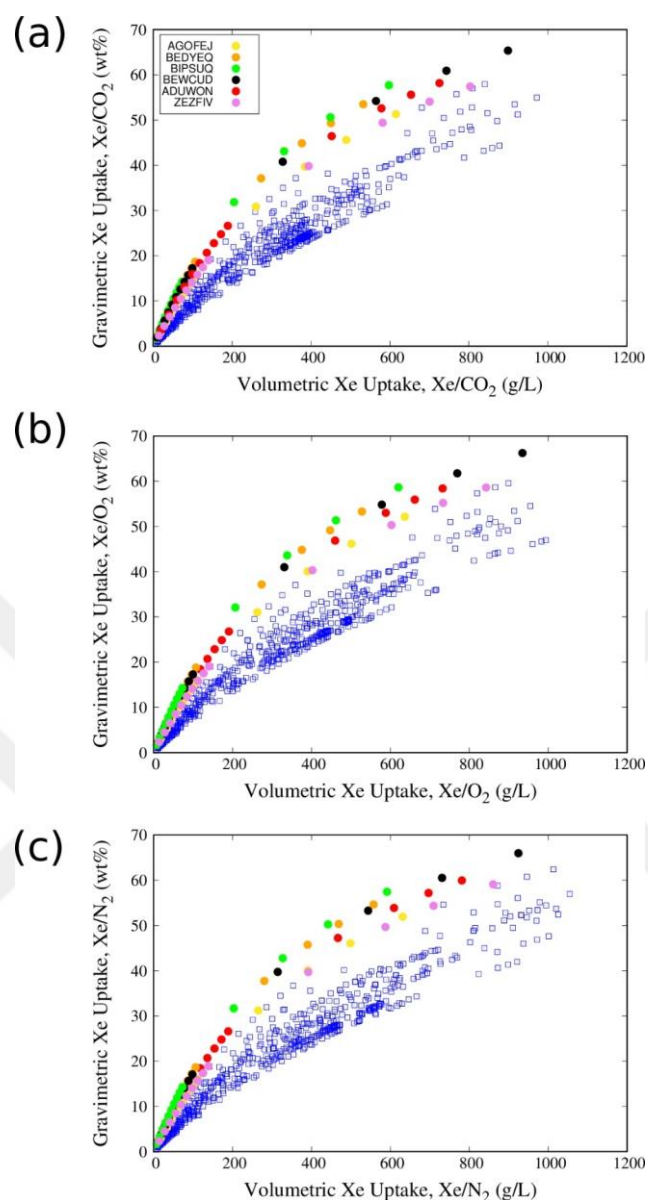 (a)
Gravimetric Xe Uptake, Xe/CO₂ (wt%)
70
60
50
40
30
20
10
0
AGOFEJ
BEDYEQ
BIPSUQ
BEWCUD
ADUWON
ZEZFIV
0 200 400 600 800 1000 1200
Volumetric Xe Uptake, Xe/CO₂ (g/L)
(b)
Gravimetric Xe Uptake, Xe/O₂ (wt%)
70
60
50
40
30
20
10
0
0 200 400 600 800 1000 1200
Volumetric Xe Uptake, Xe/O₂ (g/L)
(c)
Gravimetric Xe Uptake, Xe/N₂ (wt%)
70
60
50
40
30
20
10
0
0 200 400 600 800 1000 1200
Volumetric Xe Uptake, Xe/N₂ (g/L)